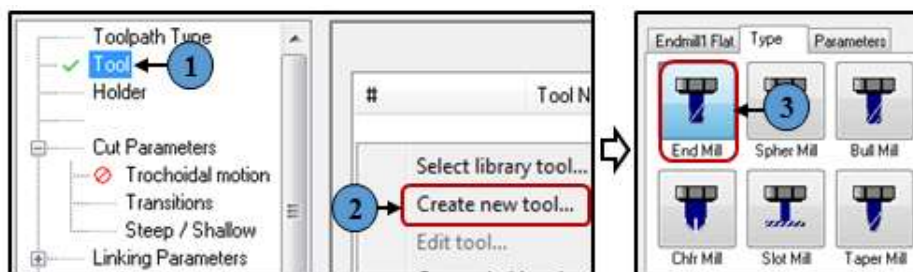 Toolpath Type
Tool
1
Holder
Cut Parameters
Trochoidal motion
Transitions
Steep / Shallow
Linking Parameters
# Tool N
Select library tool...
2
Create new tool...
Edit tool...
Endmill1 Flat Type Parameters
3
End Mill Spher Mill Bull Mill
Chfr Mill Slot Mill Taper Mill